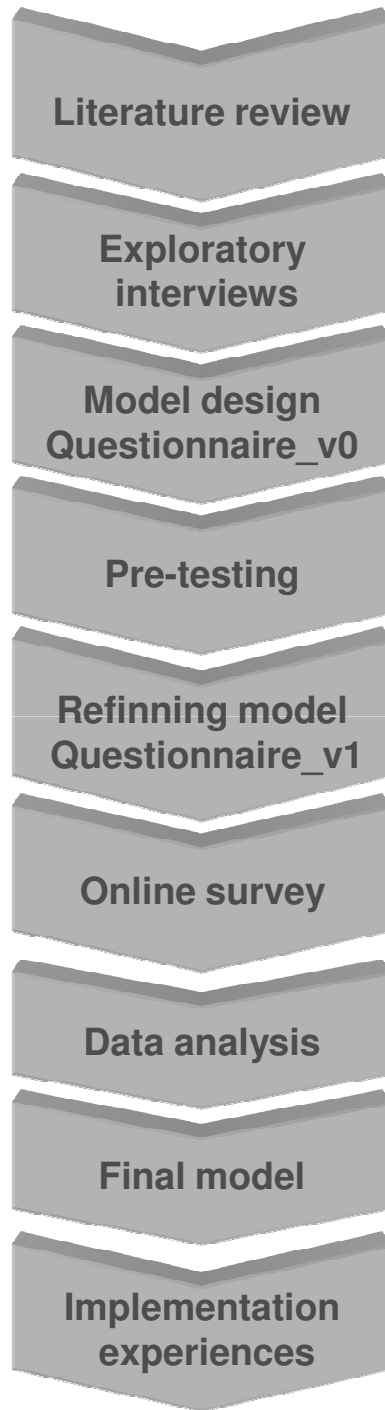 Literature review
Exploratory
interviews
Model design
Questionnaire_v0
Pre-testing
Refinning model
Questionnaire_v1
Online survey
Data analysis
Final model
Implementation
experiences